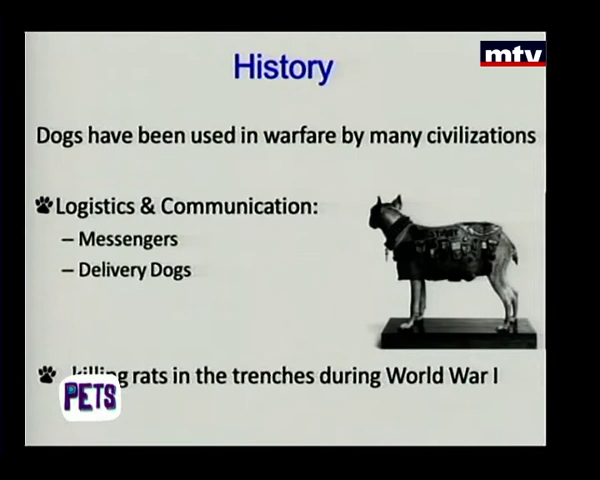 mtv
History
Dogs have been used in warfare by many civilizations
Logistics & Communication:
– Messengers
– Delivery Dogs
killing rats in the trenches during World War I
PETS